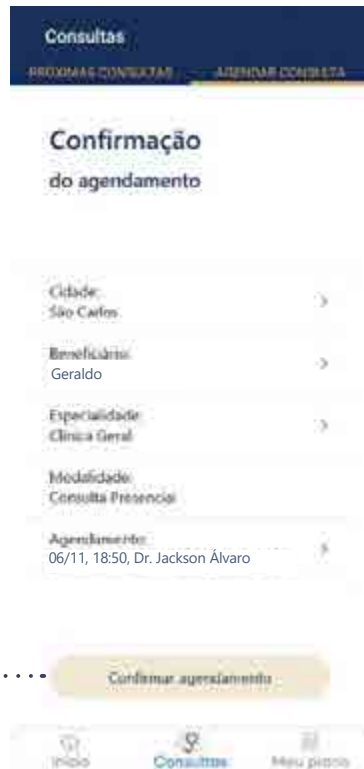 Consultas
PRÓXIMAS CONSULTAS AGENDAR CONSULTA
Confirmação
do agendamento
Cidade:
São Carlos
Beneficiário:
Geraldo
Especialidade:
Clínica Geral
Modalidade:
Consulta Presencial
Agendamento:
06/11, 18:50, Dr. Jackson Álvaro
Confirmar agendamento
Início Consultas Meu plano